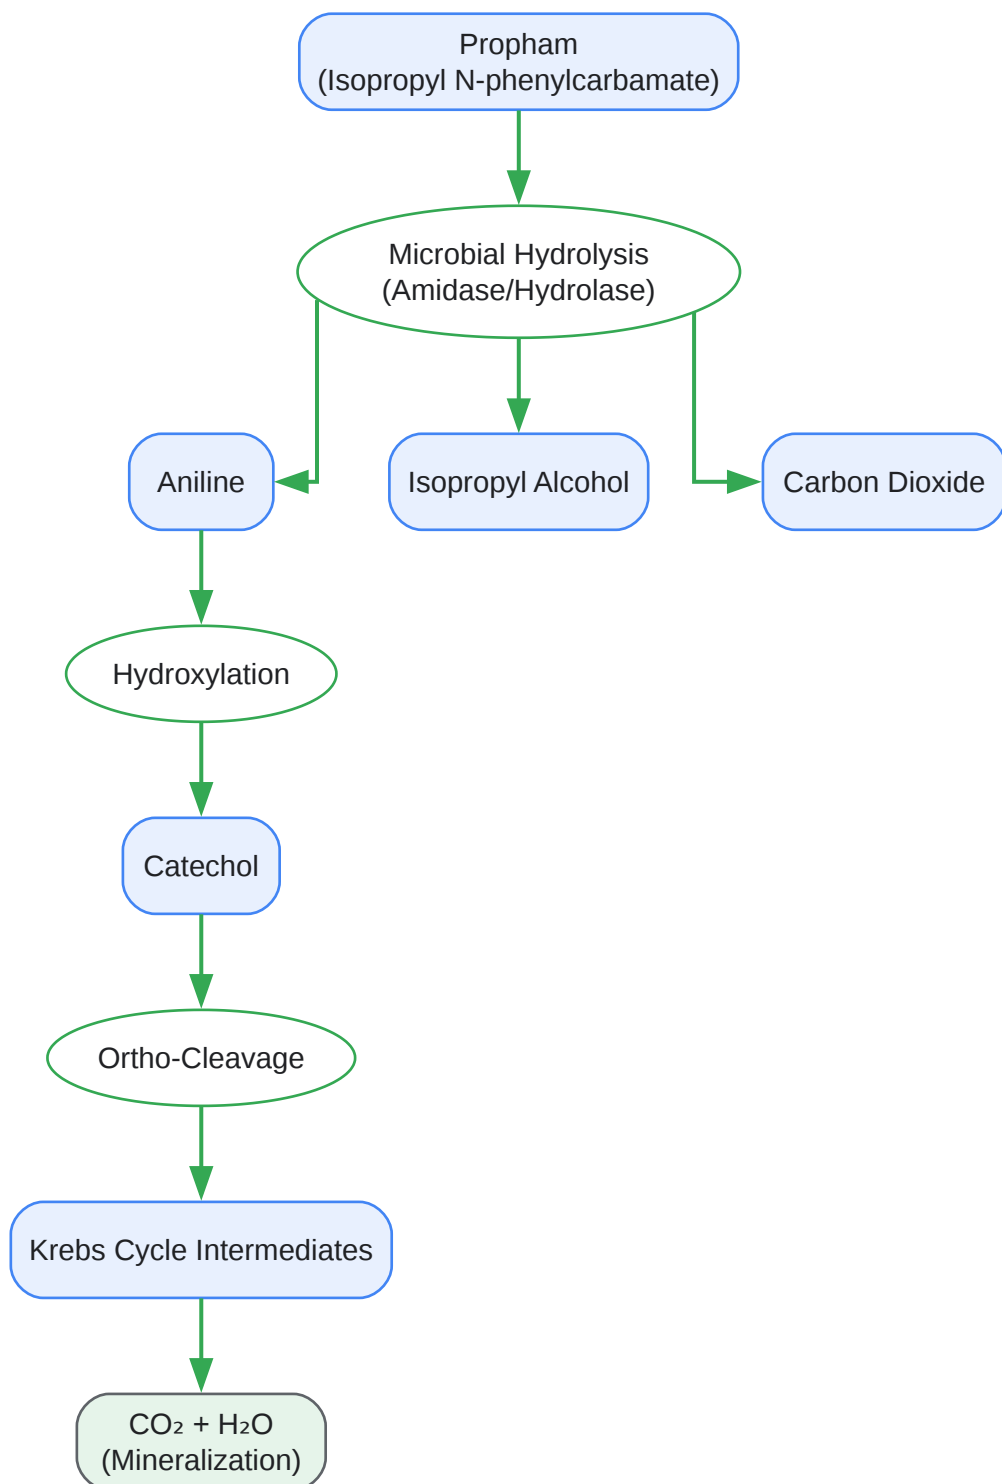 Propham
(Isopropyl N-phenylcarbamate)
Microbial Hydrolysis
(Amidase/Hydrolase)
Aniline
Isopropyl Alcohol
Carbon Dioxide
Hydroxylation
Catechol
Ortho-Cleavage
Krebs Cycle Intermediates
CO₂ + H₂O
(Mineralization)